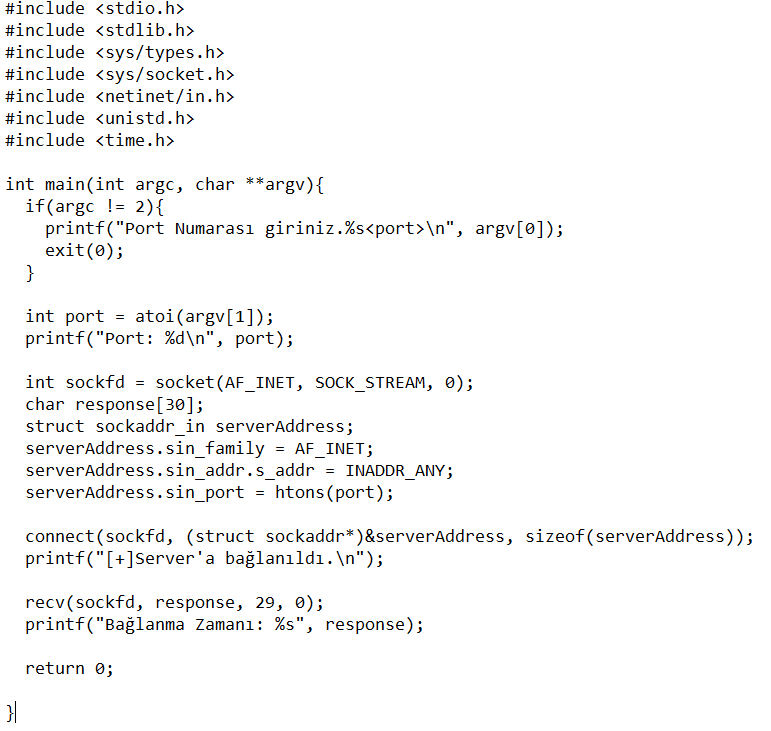 #include <stdio.h>
#include <stdlib.h>
#include <sys/types.h>
#include <sys/socket.h>
#include <netinet/in.h>
#include <unistd.h>
#include <time.h>

int main(int argc, char **argv){
  if(argc != 2){
    printf("Port Numarası giriniz.%s<port>\n", argv[0]);
    exit(0);
  }

  int port = atoi(argv[1]);
  printf("Port: %d\n", port);

  int sockfd = socket(AF_INET, SOCK_STREAM, 0);
  char response[30];
  struct sockaddr_in serverAddress;
  serverAddress.sin_family = AF_INET;
  serverAddress.sin_addr.s_addr = INADDR_ANY;
  serverAddress.sin_port = htons(port);

  connect(sockfd, (struct sockaddr*)&serverAddress, sizeof(serverAddress));
  printf("[+]Server'a bağlanıldı.\n");

  recv(sockfd, response, 29, 0);
  printf("Bağlanma Zamanı: %s", response);

  return 0;

}